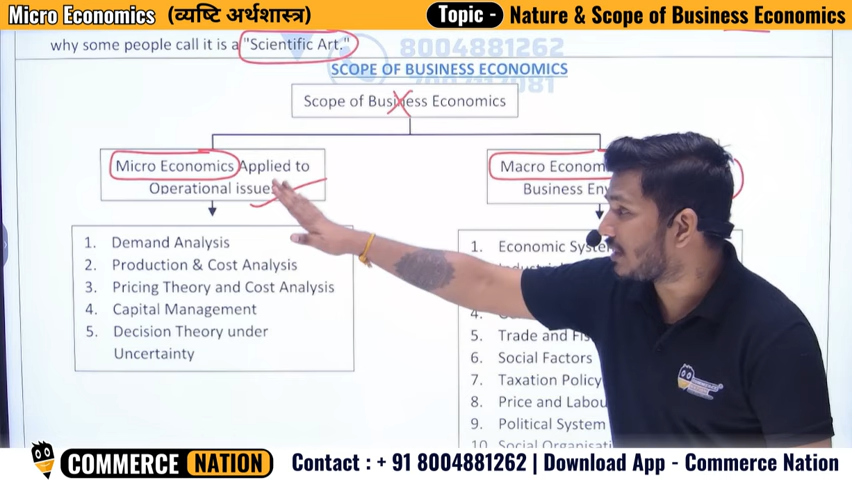 Micro Economics (व्यष्टि अर्थशास्त्र)
Topic - Nature & Scope of Business Economics
why some people call it is a "Scientific Art."
8004881262
SCOPE OF BUSINESS ECONOMICS
Scope of Business Economics
Micro Economics Applied to
Operational issues
1. Demand Analysis
2. Production & Cost Analysis
3. Pricing Theory and Cost Analysis
4. Capital Management
5. Decision Theory under
Uncertainty
Macro Econom
Business En
1. Economic Syste
4.
5. Trade and Fis
6. Social Factors
7. Taxation Policy
8. Price and Labou
9. Political System
10. Social Organisati
COMMERCE NATION
Contact : + 91 8004881262 | Download App - Commerce Nation